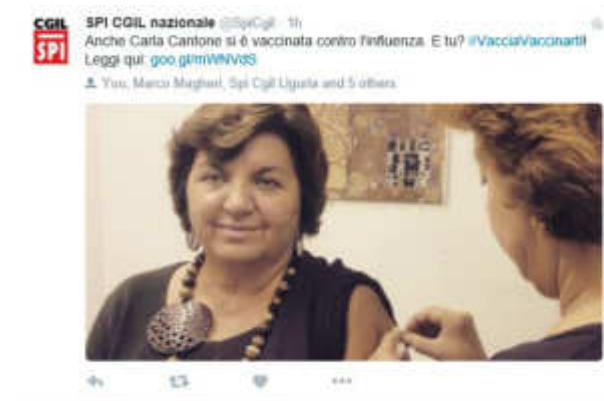 CGIL
SPI
SPI CGIL nazionale @SpiCgil · 1h
Anche Carla Cantone si è vaccinata contro l'influenza. E tu? #VacciaVaccinarti!
Leggi qui: goo.gl/mWNVdS
You, Marco Magheri, Spi Cgil Liguria and 5 others